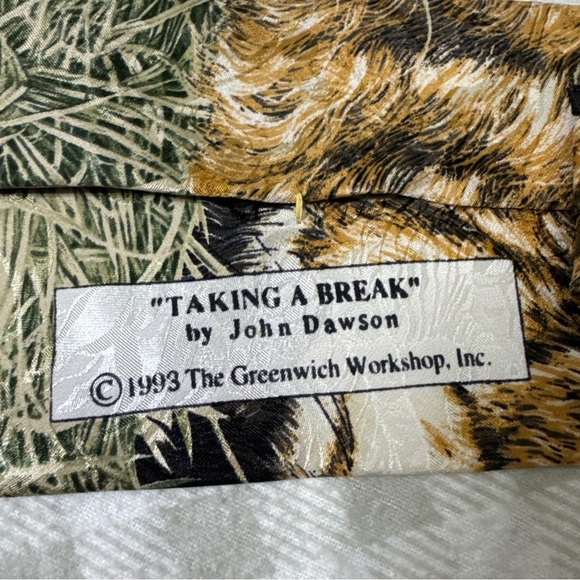 "TAKING A BREAK"
by John Dawson
© 1993 The Greenwich Workshop, Inc.